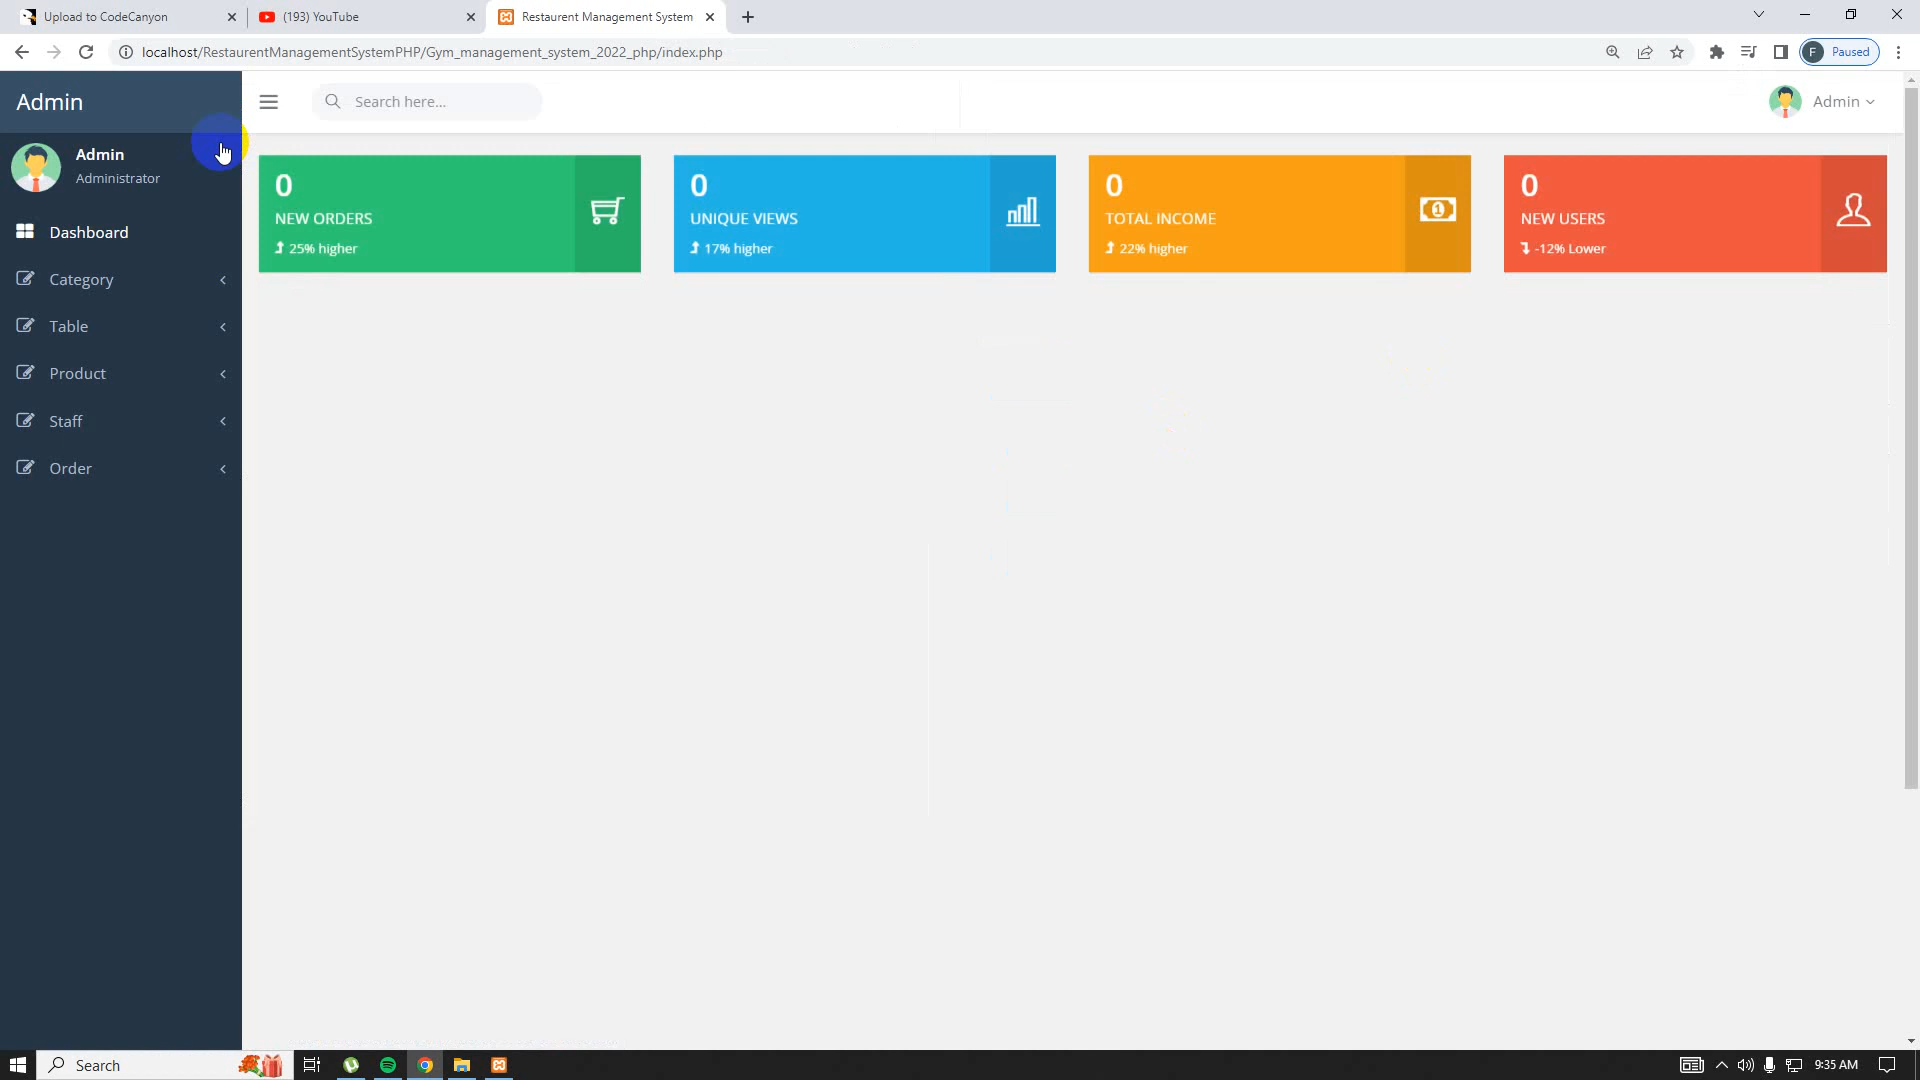 Upload to CodeCanyon
(193) YouTube
Restaurent Management System
localhost/RestaurentManagementSystemPHP/Gym_management_system_2022_php/index.php
F Paused
Admin
Search here...
Admin
Admin
Administrator
0
NEW ORDERS
25% higher
0
UNIQUE VIEWS
17% higher
0
TOTAL INCOME
22% higher
0
NEW USERS
-12% Lower
Dashboard
Category
Table
Product
Staff
Order
Search
9:35 AM